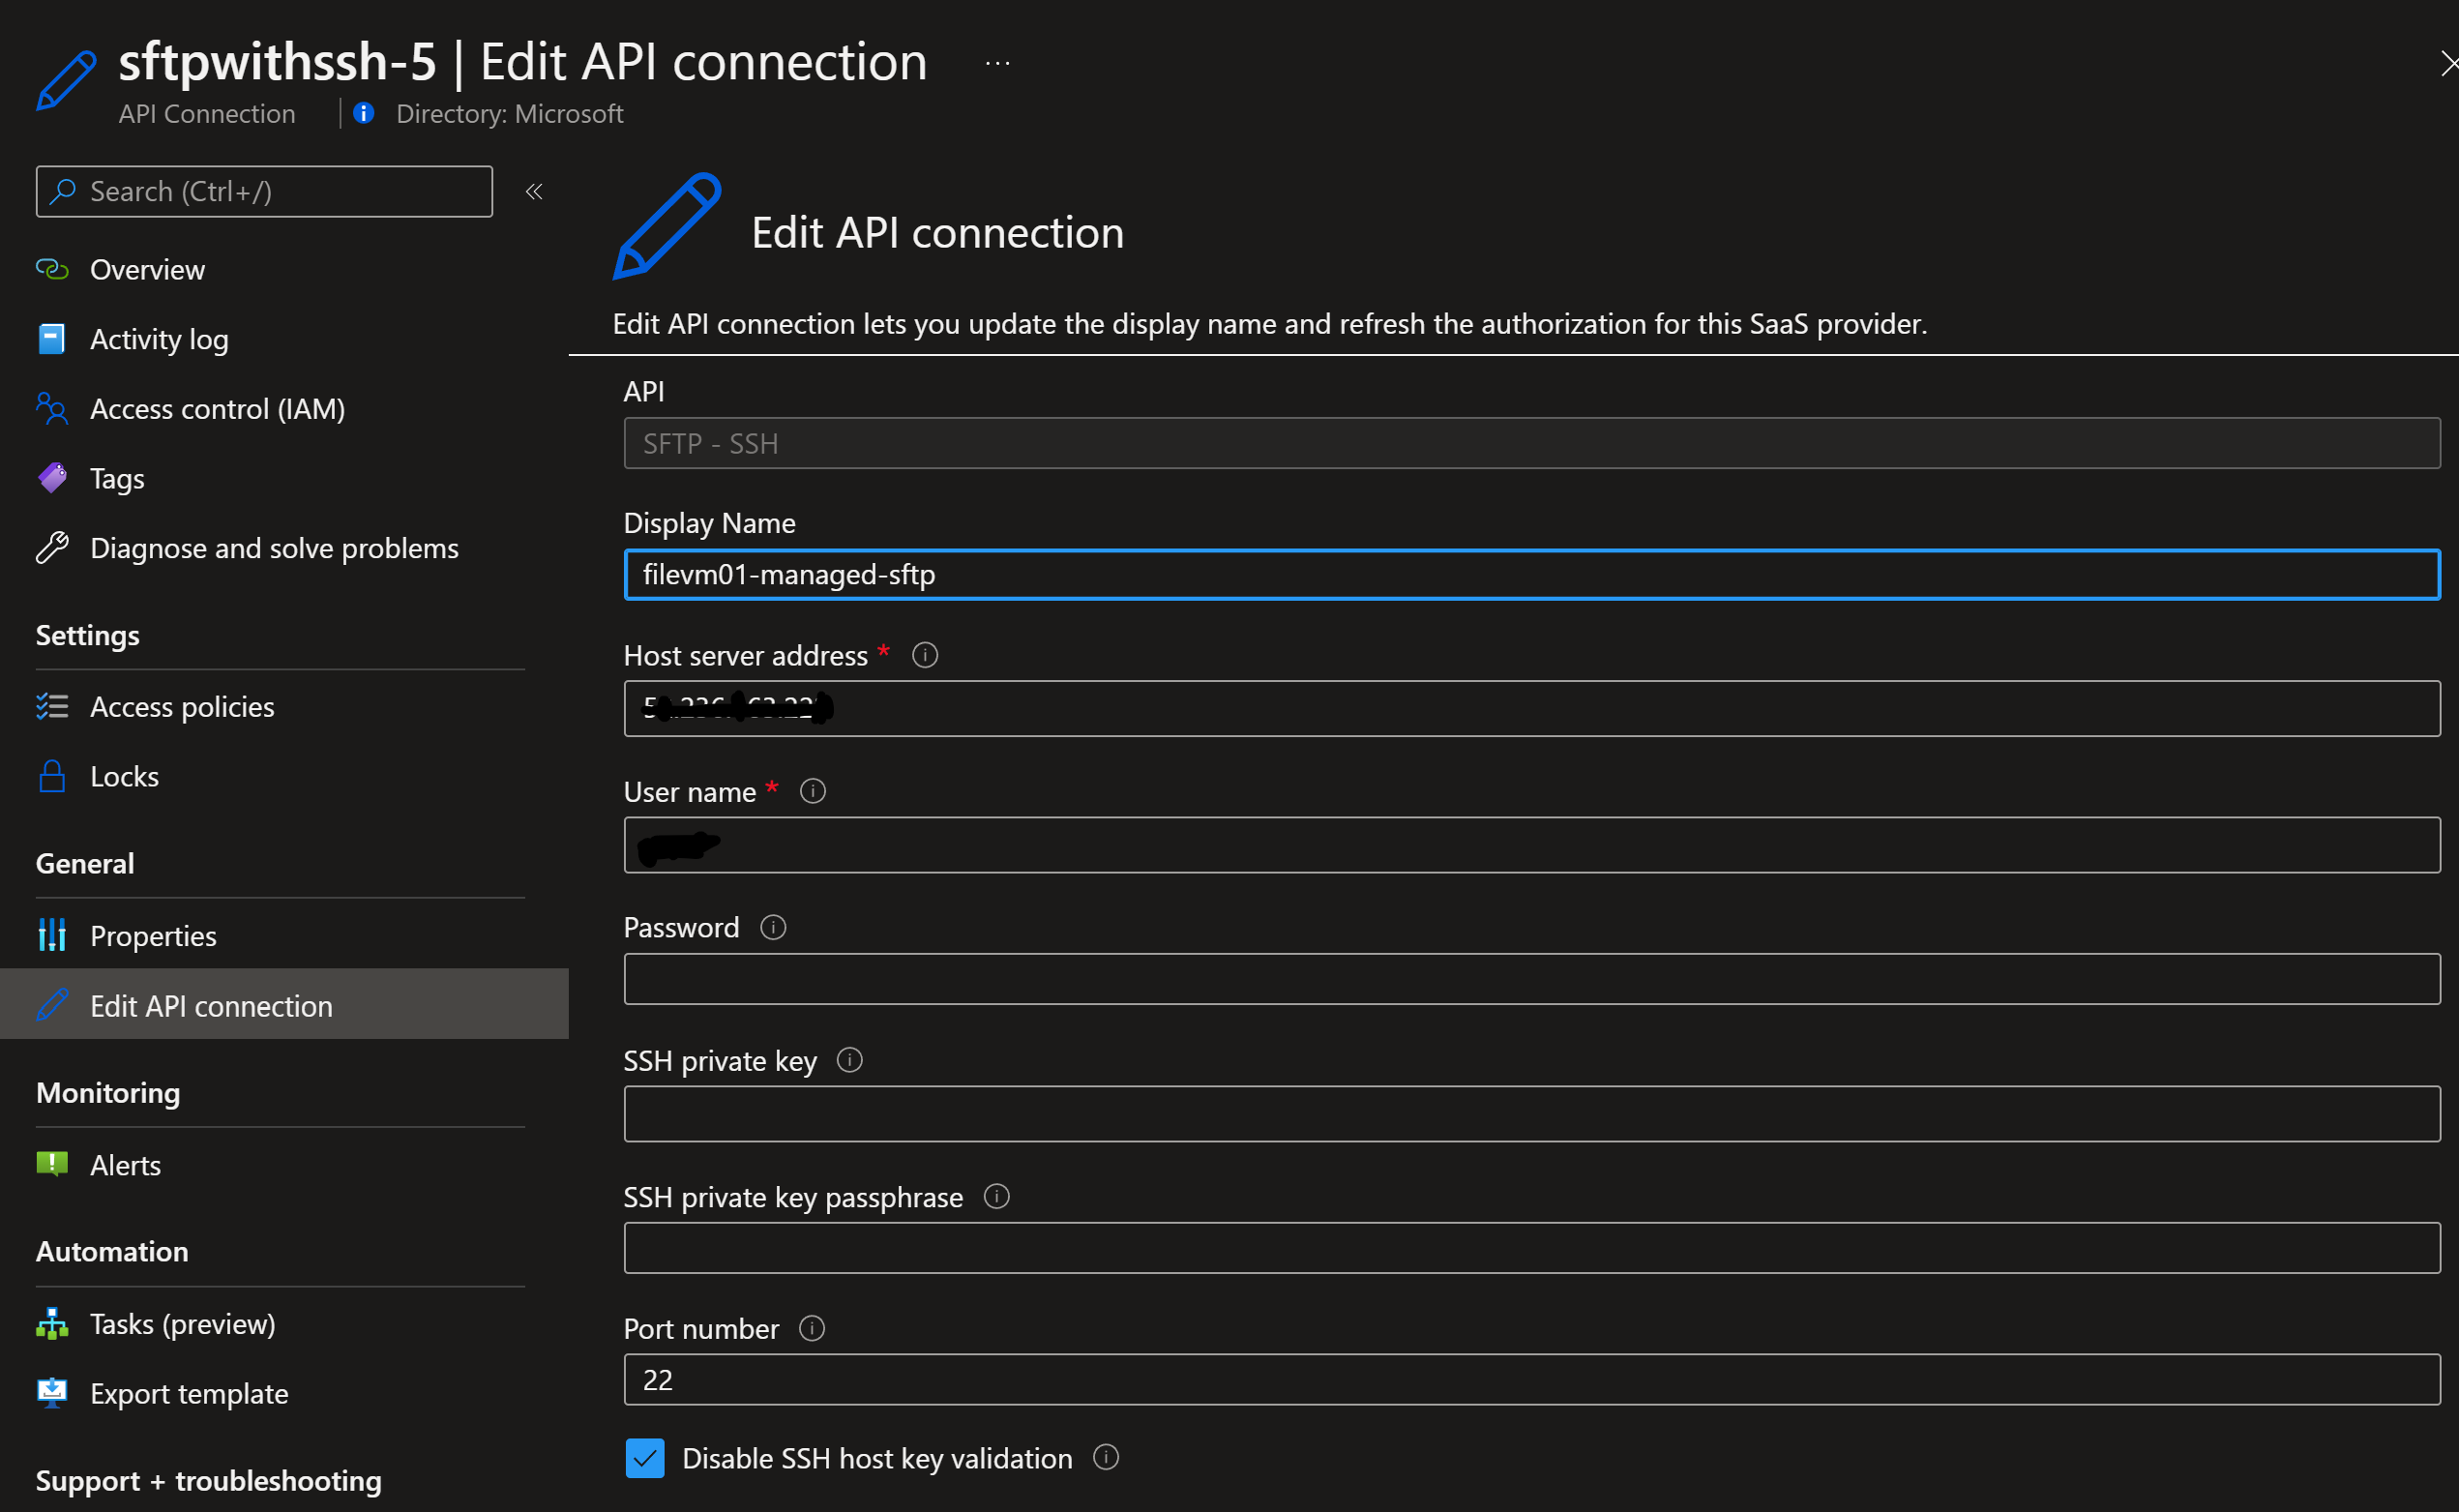 sftpwithssh-5 | Edit API connection ...
API Connection
Directory: Microsoft
Search (Ctrl+/)
«
Overview
Activity log
Access control (IAM)
Tags
Diagnose and solve problems
Settings
Access policies
Locks
General
Properties
Edit API connection
Monitoring
Alerts
Automation
Tasks (preview)
Export template
Support + troubleshooting
Edit API connection
Edit API connection lets you update the display name and refresh the authorization for this SaaS provider.
API
SFTP - SSH
Display Name
filevm01-managed-sftp
Host server address *
User name *
Password
SSH private key
SSH private key passphrase
Port number
22
Disable SSH host key validation